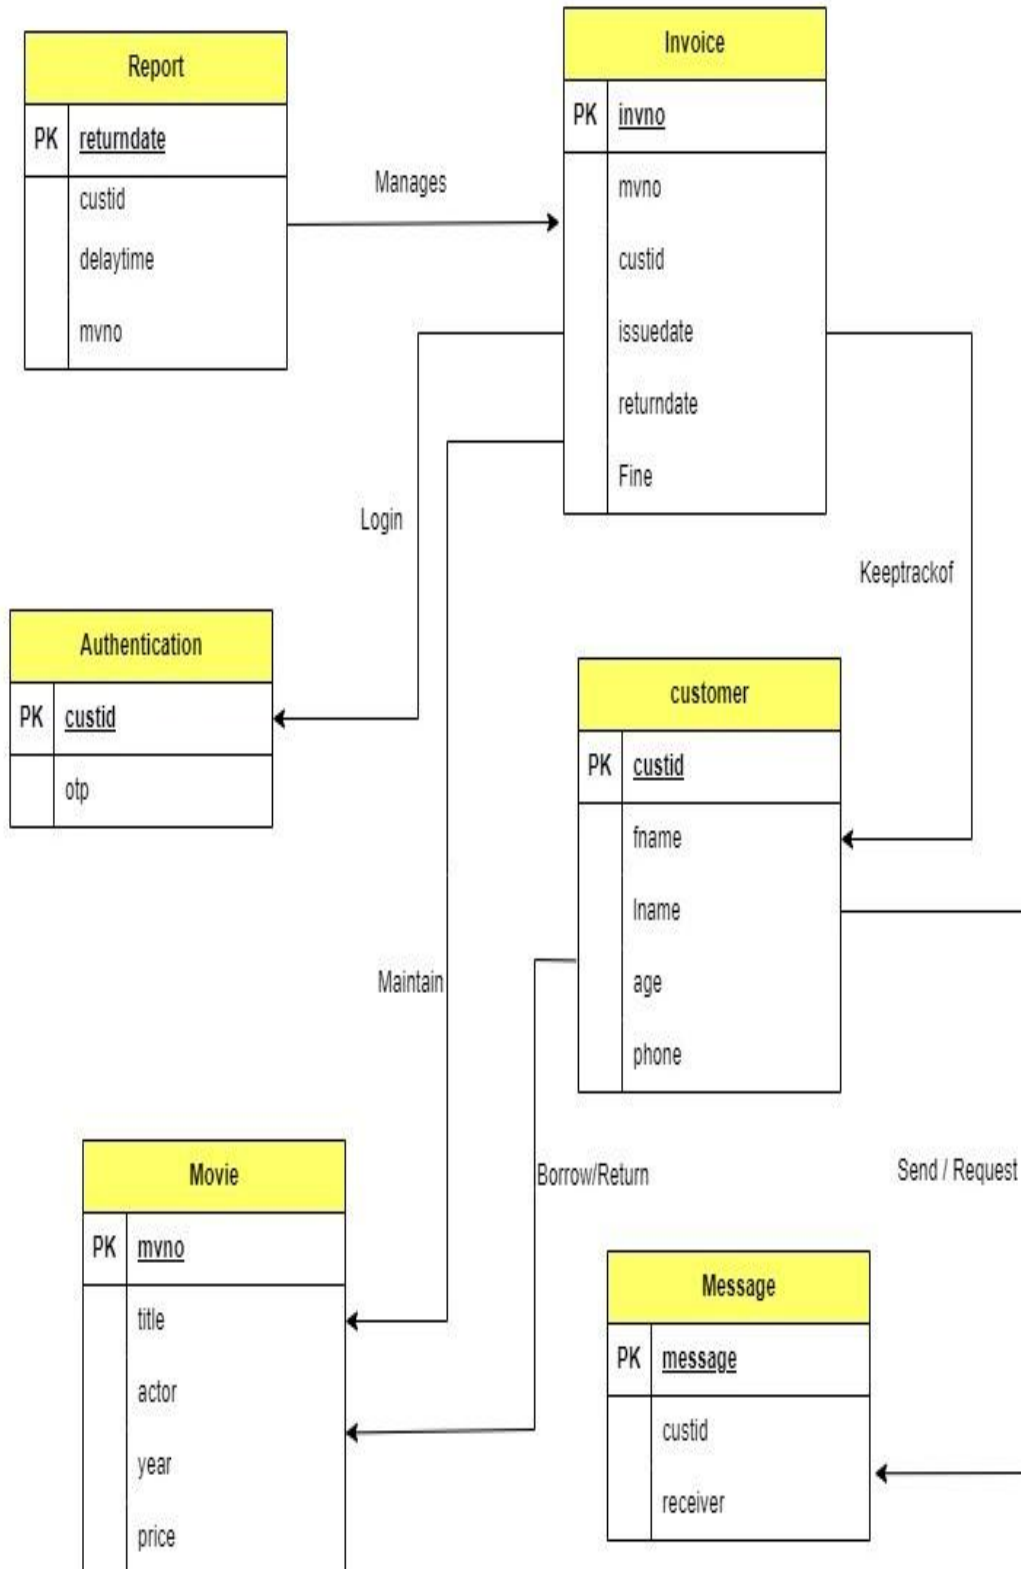 Report
PK returndate
custid
delaytime
mvno
Manages
Invoice
PK invno
mvno
custid
issuedate
returndate
Fine
Login
Keeptrackof
Authentication
PK custid
otp
customer
PK custid
fname
lname
age
phone
Maintain
Borrow/Return
Send / Request
Movie
PK mvno
title
actor
year
price
Message
PK message
custid
receiver